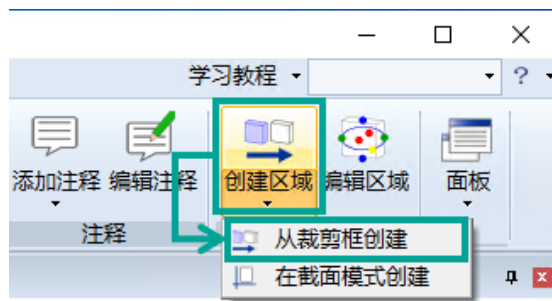 学习教程
?
添加注释 编辑注释 创建区域 编辑区域 面板
注释
从裁剪框创建
在截面模式创建